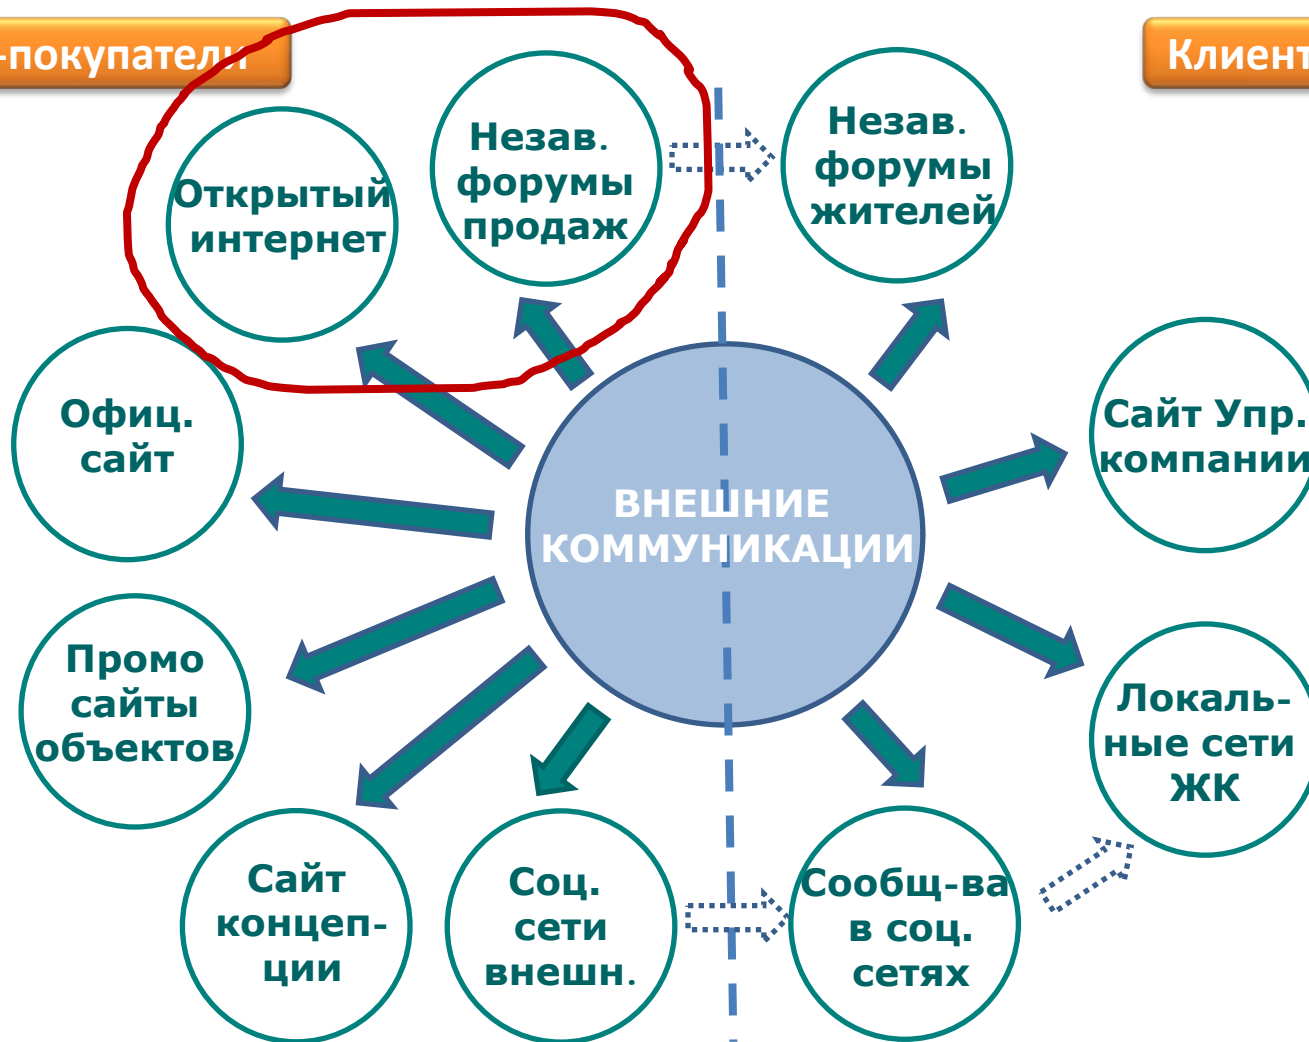 -покупатели
Клиент
Открытый
интернет
Незав.
форумы
продаж
Незав.
форумы
жителей
Офиц.
сайт
Сайт Упр.
компании
ВНЕШНИЕ
КОММУНИКАЦИИ
Промо
сайты
объектов
Локаль-
ные сети
ЖК
Сайт
концеп-
ции
Соц.
сети
внешн.
Сообщ-ва
в соц.
сетях